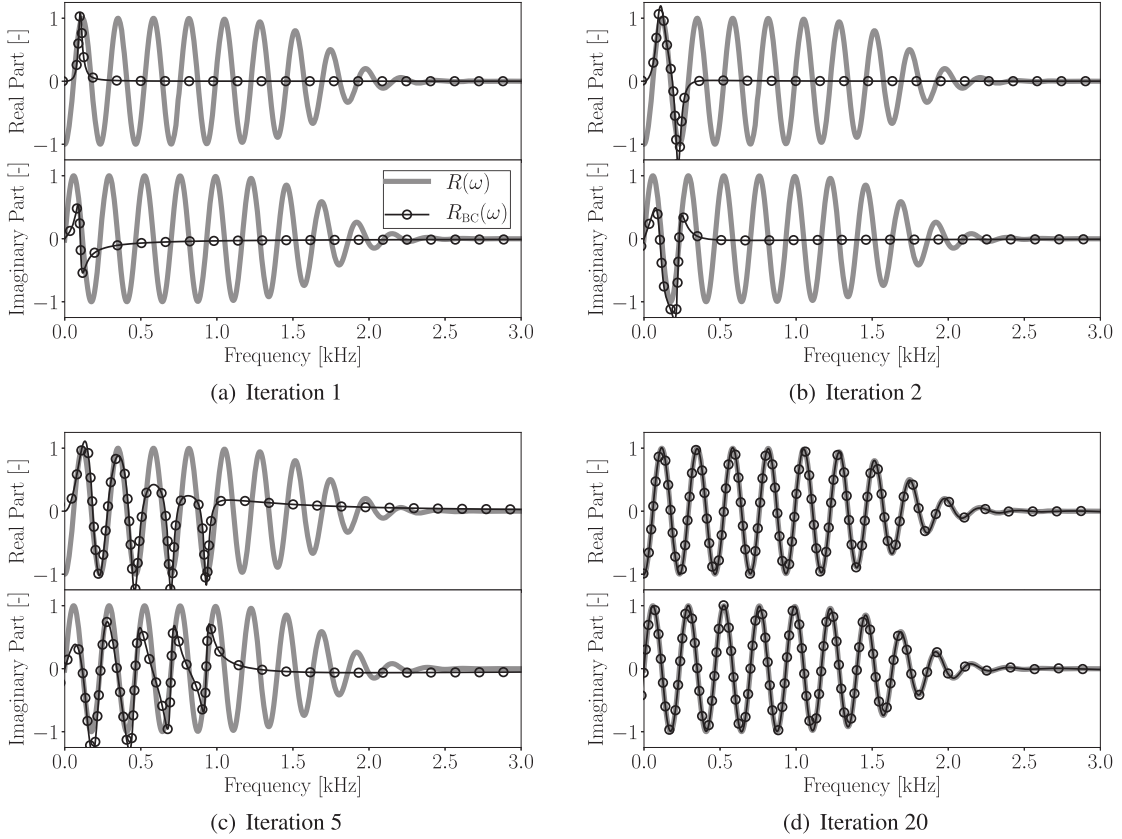 1
0
−1
Real Part [-]
1
0
−1
Imaginary Part [-]
R(ω)
R_BC(ω)
0.0 0.5 1.0 1.5 2.0 2.5 3.0
Frequency [kHz]
(a) Iteration 1
1
0
−1
Real Part [-]
1
0
−1
Imaginary Part [-]
0.0 0.5 1.0 1.5 2.0 2.5 3.0
Frequency [kHz]
(b) Iteration 2
1
0
−1
Real Part [-]
1
0
−1
Imaginary Part [-]
0.0 0.5 1.0 1.5 2.0 2.5 3.0
Frequency [kHz]
(c) Iteration 5
1
0
−1
Real Part [-]
1
0
−1
Imaginary Part [-]
0.0 0.5 1.0 1.5 2.0 2.5 3.0
Frequency [kHz]
(d) Iteration 20